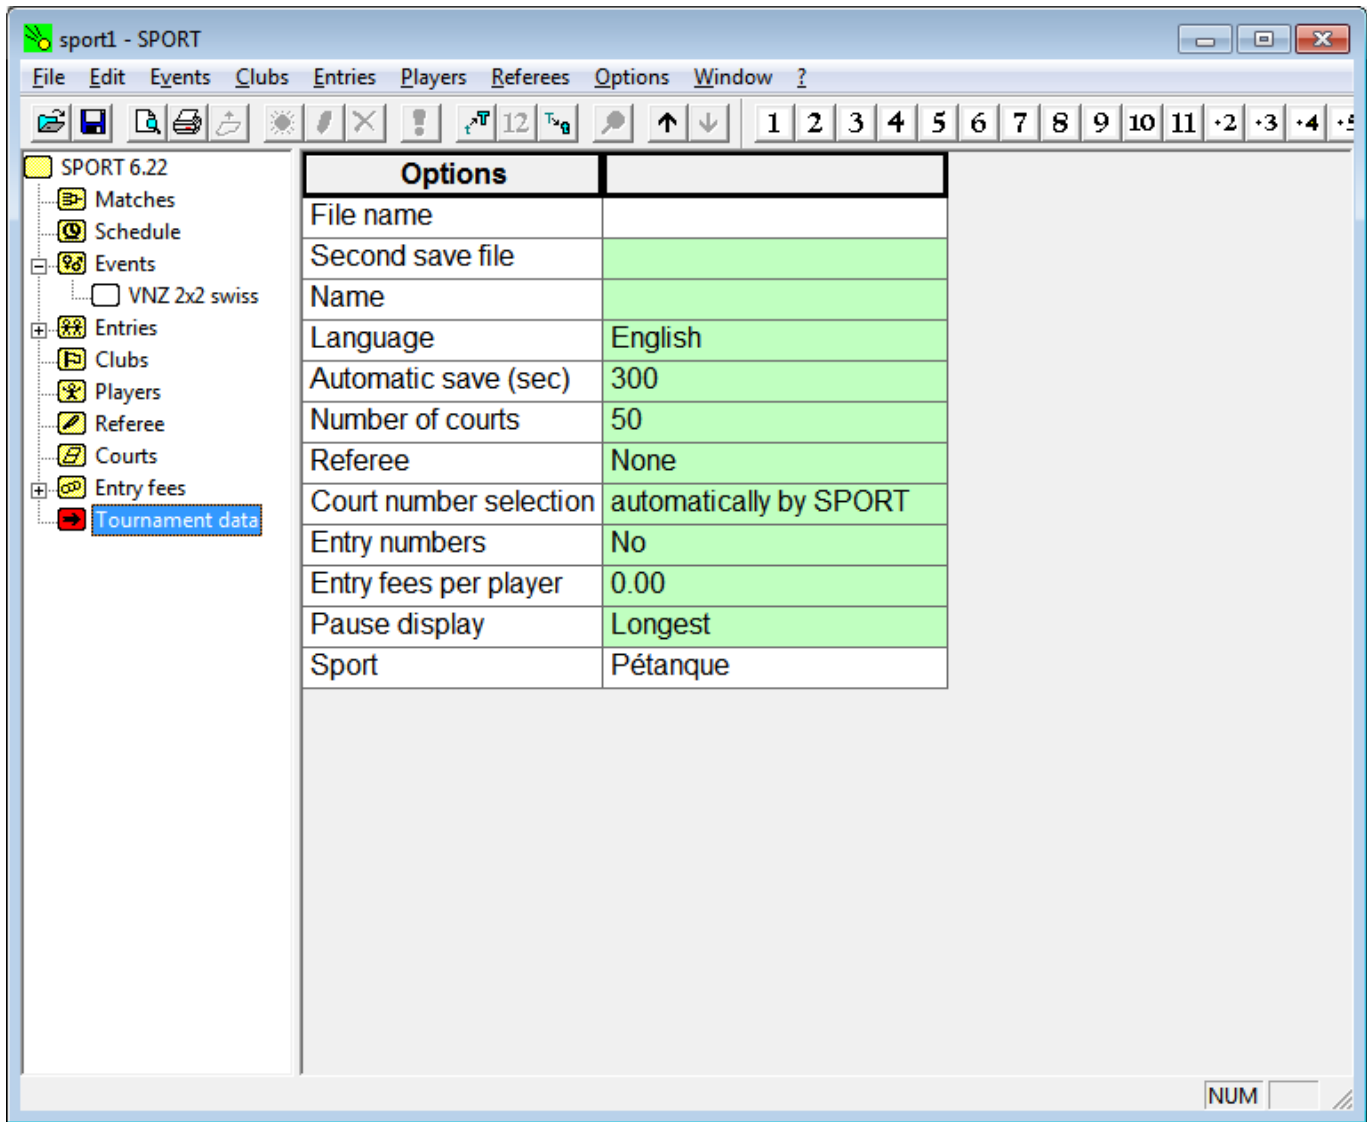 sport1 - SPORT
File Edit Events Clubs Entries Players Referees Options Window ?
12 1 2 3 4 5 6 7 8 9 10 11 ·2 ·3 ·4
SPORT 6.22
Matches
Schedule
Events
VNZ 2x2 swiss
Entries
Clubs
Players
Referee
Courts
Entry fees
Tournament data
Options
File name
Second save file
Name
Language English
Automatic save (sec) 300
Number of courts 50
Referee None
Court number selection automatically by SPORT
Entry numbers No
Entry fees per player 0.00
Pause display Longest
Sport Pétanque
NUM